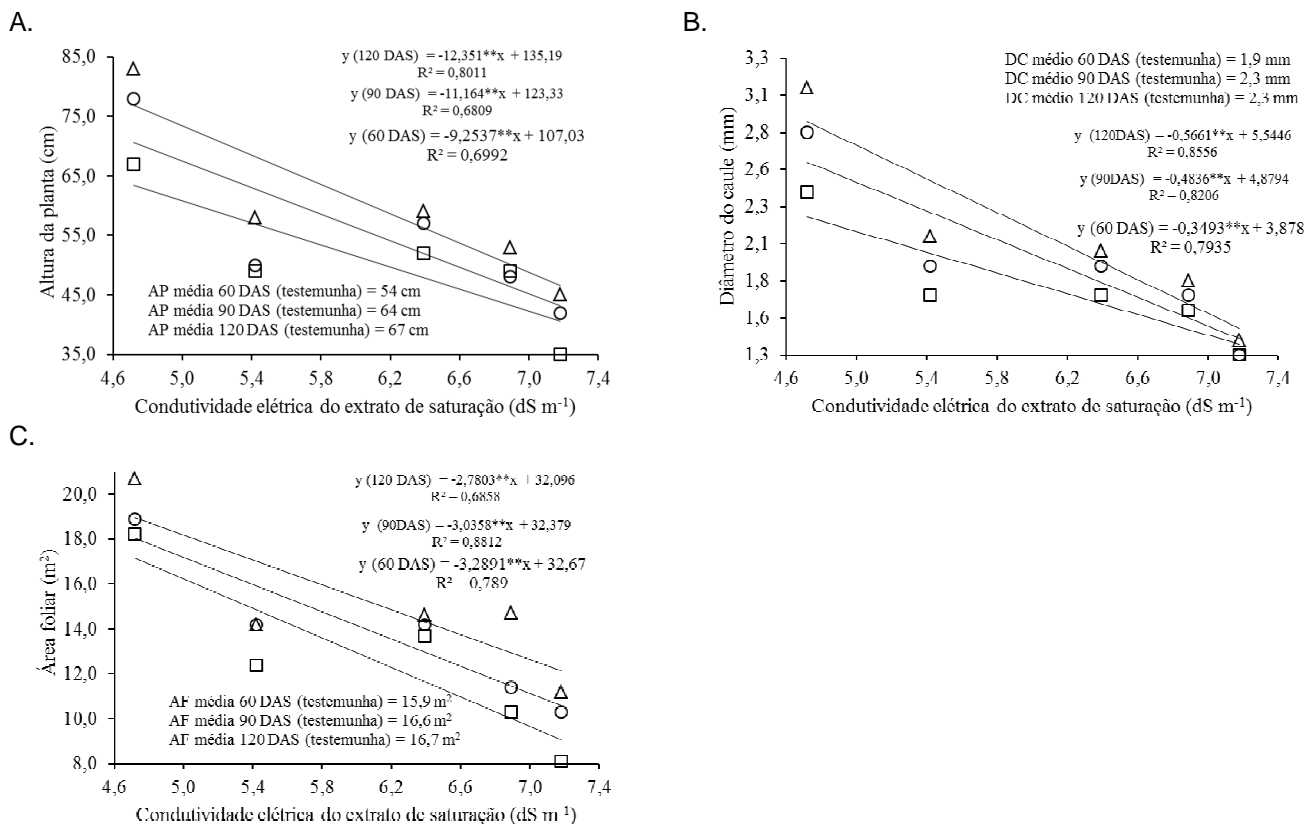 A.
85,0
75,0
65,0
55,0
45,0
35,0
4,6
5,0
5,4
5,8
6,2
6,6
7,0
7,4
Altura da planta (cm)
y (120 DAS) = -12,351**x + 135,19
R² = 0,8011
y (90 DAS) = -11,164**x + 123,33
R² = 0,6809
y (60 DAS) = -9,2537**x + 107,03
R² = 0,6992
AP média 60 DAS (testemunha) = 54 cm
AP média 90 DAS (testemunha) = 64 cm
AP média 120 DAS (testemunha) = 67 cm
Condutividade elétrica do extrato de saturação (dS m⁻¹)
B.
3,3
3,1
2,8
2,6
2,3
2,1
1,8
1,6
1,3
4,6
5,0
5,4
5,8
6,2
6,6
7,0
7,4
Diâmetro do caule (mm)
DC médio 60 DAS (testemunha) = 1,9 mm
DC médio 90 DAS (testemunha) = 2,3 mm
DC médio 120 DAS (testemunha) = 2,3 mm
y (120DAS) = -0,5661**x + 5,5446
R² = 0,8556
y (90DAS) = -0,4836**x + 4,8794
R² = 0,8206
y (60 DAS) = -0,3493**x + 3,878
R² = 0,7935
Condutividade elétrica do extrato de saturação (dS m⁻¹)
C.
20,0
18,0
16,0
14,0
12,0
10,0
8,0
4,6
5,0
5,4
5,8
6,2
6,6
7,0
7,4
Área foliar (m²)
y (120 DAS) = -2,7803**x + 32,096
R² = 0,6858
y (90DAS) = -3,0358**x + 32,379
R² = 0,8812
y (60 DAS) = -3,2891**x + 32,67
R² = 0,789
AF média 60 DAS (testemunha) = 15,9 m²
AF média 90 DAS (testemunha) = 16,6 m²
AF média 120 DAS (testemunha) = 16,7 m²
Condutividade elétrica do extrato de saturação (dS m⁻¹)